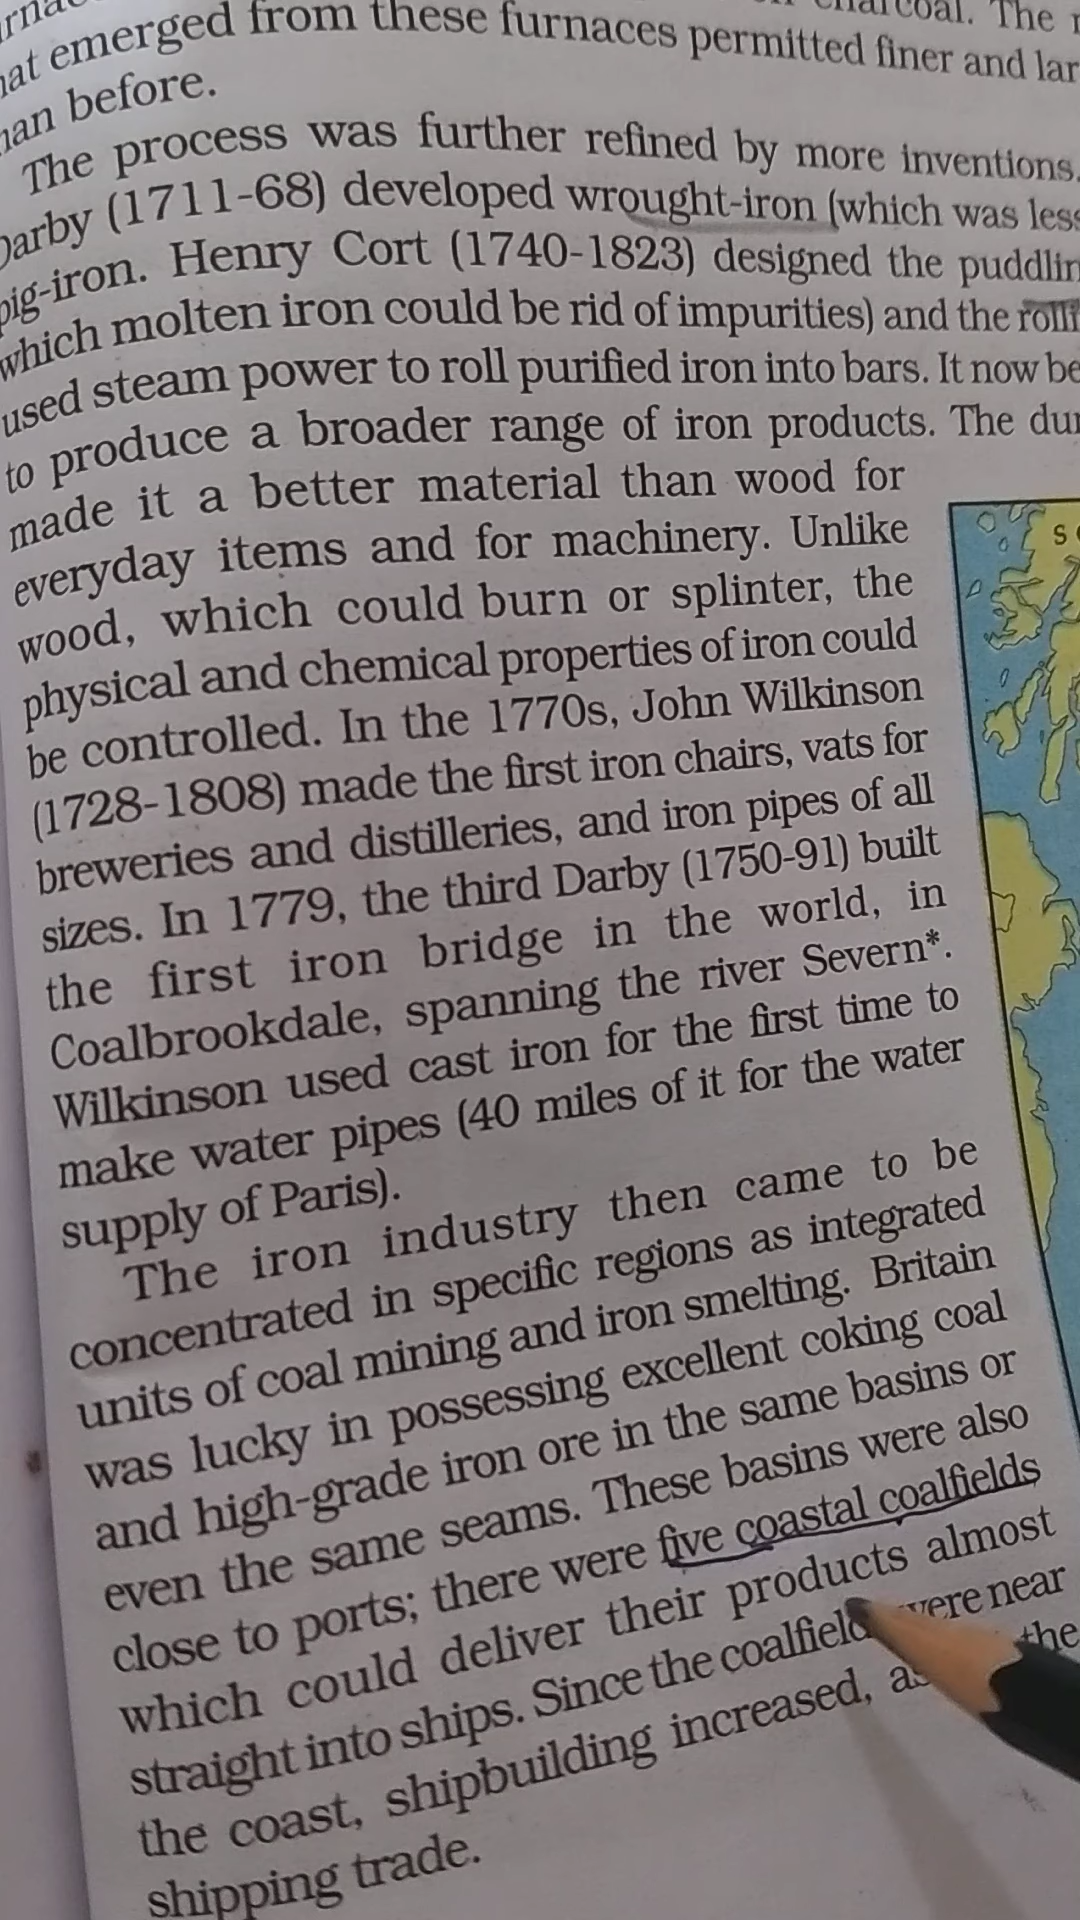 charcoal. The
hat emerged from these furnaces permitted finer and lar
han before.
The process was further refined by more inventions.
Darby (1711-68) developed wrought-iron (which was less
pig-iron. Henry Cort (1740-1823) designed the puddlin
which molten iron could be rid of impurities) and the rolli
used steam power to roll purified iron into bars. It now be
to produce a broader range of iron products. The dur
made it a better material than wood for
everyday items and for machinery. Unlike
wood, which could burn or splinter, the
physical and chemical properties of iron could
be controlled. In the 1770s, John Wilkinson
(1728-1808) made the first iron chairs, vats for
breweries and distilleries, and iron pipes of all
sizes. In 1779, the third Darby (1750-91) built
the first iron bridge in the world, in
Coalbrookdale, spanning the river Severn*.
Wilkinson used cast iron for the first time to
make water pipes (40 miles of it for the water
supply of Paris).
The iron industry then came to be
concentrated in specific regions as integrated
units of coal mining and iron smelting. Britain
was lucky in possessing excellent coking coal
and high-grade iron ore in the same basins or
even the same seams. These basins were also
close to ports; there were five coastal coalfields
which could deliver their products almost
straight into ships. Since the coalfield were near
the coast, shipbuilding increased, as the
shipping trade.
S